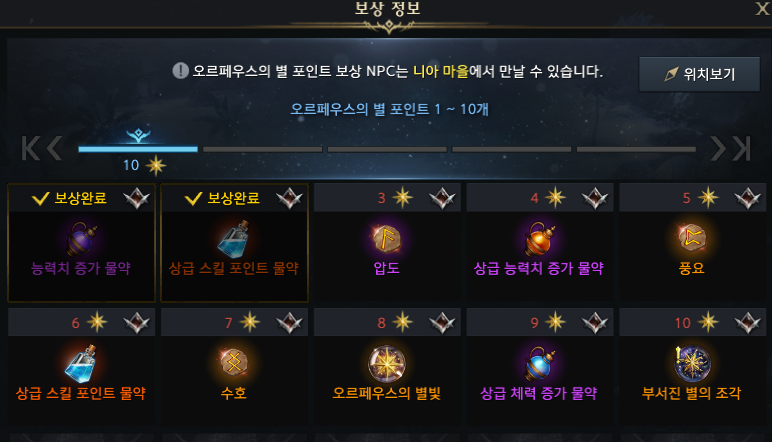 보상 정보
X
오르페우스의 별 포인트 보상 NPC는 니아 마을에서 만날 수 있습니다.
위치보기
오르페우스의 별 포인트 1 ~ 10개
10
보상완료
보상완료
3
4
5
능력치 증가 물약
상급 스킬 포인트 물약
압도
상급 능력치 증가 물약
풍요
6
7
8
9
10
상급 스킬 포인트 물약
수호
오르페우스의 별빛
상급 체력 증가 물약
부서진 별의 조각